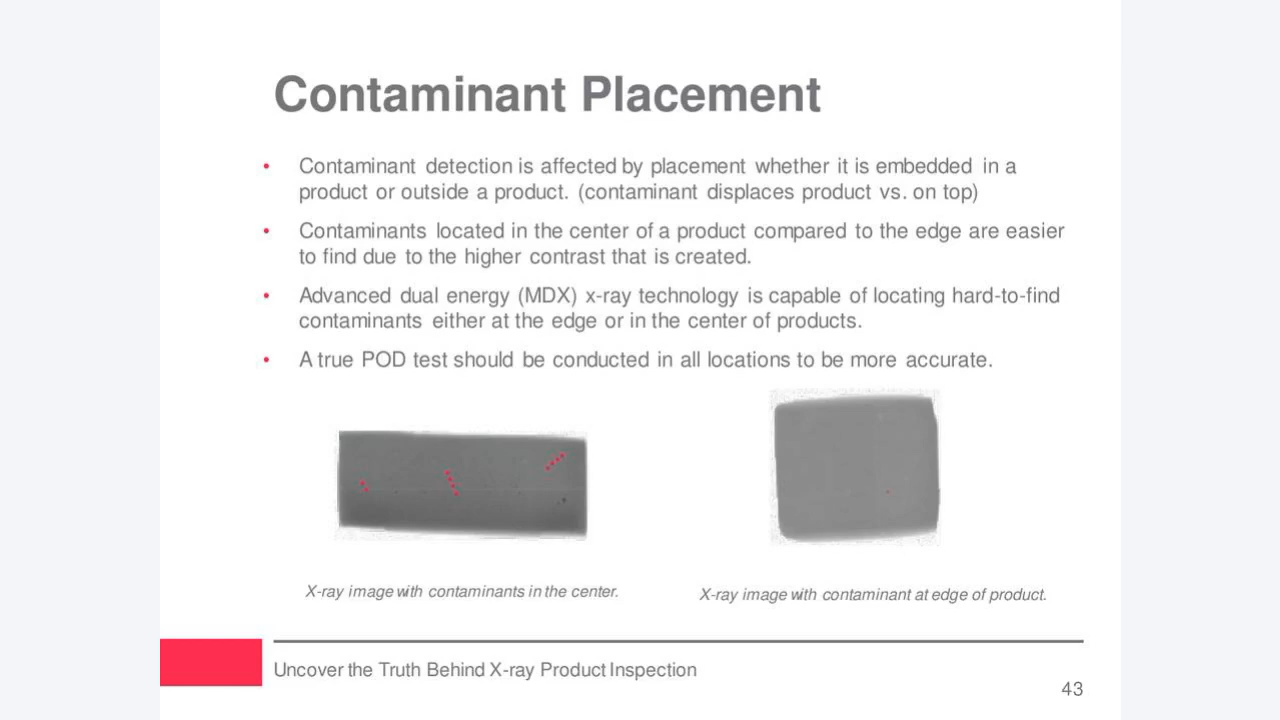 Contaminant Placement
• Contaminant detection is affected by placement whether it is embedded in a
product or outside a product. (contaminant displaces product vs. on top)
• Contaminants located in the center of a product compared to the edge are easier
to find due to the higher contrast that is created.
• Advanced dual energy (MDX) x-ray technology is capable of locating hard-to-find
contaminants either at the edge or in the center of products.
• A true POD test should be conducted in all locations to be more accurate.
X-ray image with contaminants in the center.
X-ray image with contaminant at edge of product.
Uncover the Truth Behind X-ray Product Inspection
43